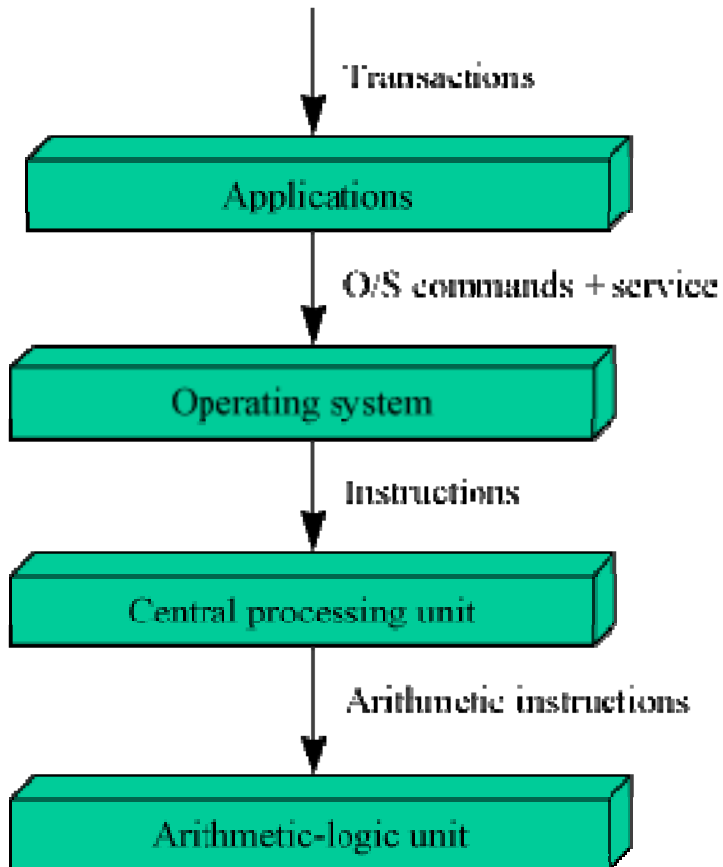 Transactions
Applications
O/S commands + service
Operating system
Instructions
Central processing unit
Arithmetic instructions
Arithmetic-logic unit